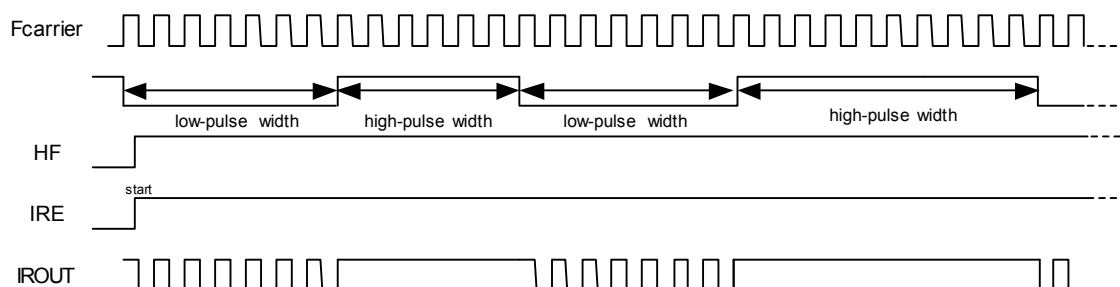 Fcarrier
low-pulse width
high-pulse width
low-pulse width
high-pulse width
HF
start
IRE
IROUT